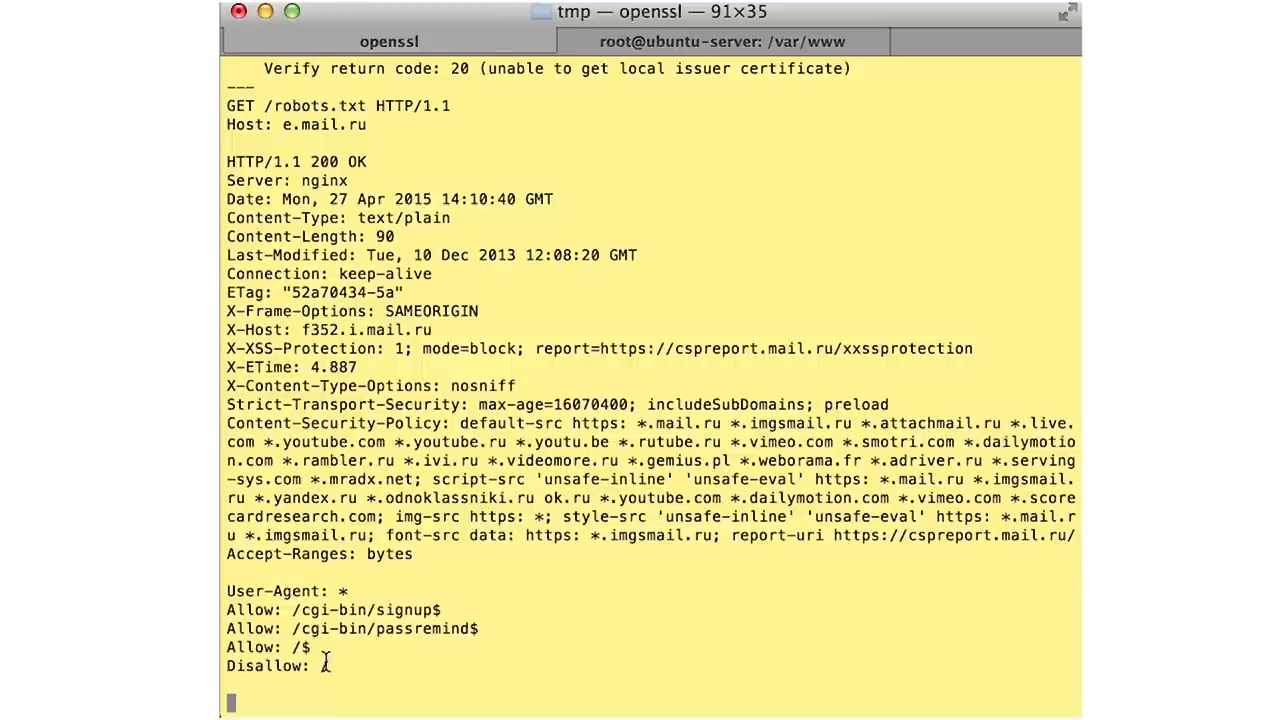 tmp — openssl — 91×35
openssl
root@ubuntu-server: /var/www
Verify return code: 20 (unable to get local issuer certificate)
---
GET /robots.txt HTTP/1.1
Host: e.mail.ru
HTTP/1.1 200 OK
Server: nginx
Date: Mon, 27 Apr 2015 14:10:40 GMT
Content-Type: text/plain
Content-Length: 90
Last-Modified: Tue, 10 Dec 2013 12:08:20 GMT
Connection: keep-alive
ETag: "52a70434-5a"
X-Frame-Options: SAMEORIGIN
X-Host: f352.i.mail.ru
X-XSS-Protection: 1; mode=block; report=https://cspreport.mail.ru/xxssprotection
X-ETime: 4.887
X-Content-Type-Options: nosniff
Strict-Transport-Security: max-age=16070400; includeSubDomains; preload
Content-Security-Policy: default-src https: *.mail.ru *.imgsmail.ru *.attachmail.ru *.live.
com *.youtube.com *.youtube.ru *.youtu.be *.rutube.ru *.vimeo.com *.smotri.com *.dailymotio
n.com *.rambler.ru *.ivi.ru *.videomore.ru *.gemius.pl *.weborama.fr *.adriver.ru *.serving
-sys.com *.mradx.net; script-src 'unsafe-inline' 'unsafe-eval' https: *.mail.ru *.imgsmail.
ru *.yandex.ru *.odnoklassniki.ru ok.ru *.youtube.com *.dailymotion.com *.vimeo.com *.score
cardresearch.com; img-src https: *; style-src 'unsafe-inline' 'unsafe-eval' https: *.mail.r
u *.imgsmail.ru; font-src data: https: *.imgsmail.ru; report-uri https://cspreport.mail.ru/
Accept-Ranges: bytes
User-Agent: *
Allow: /cgi-bin/signup$
Allow: /cgi-bin/passremind$
Allow: /$
Disallow: /